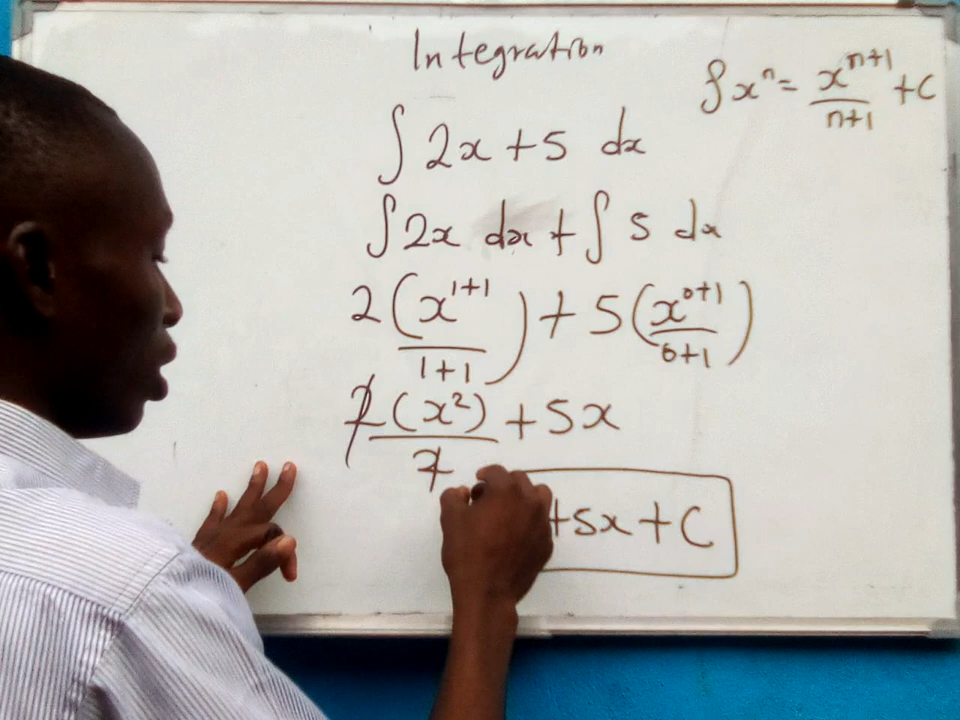 Integration
∫xⁿ = xⁿ⁺¹/n+1 + C
∫ 2x + 5 dx
∫ 2x dx + ∫ 5 dx
2(x¹⁺¹/1+1) + 5(x⁰⁺¹/0+1)
2(x²)/2 + 5x
+5x + C